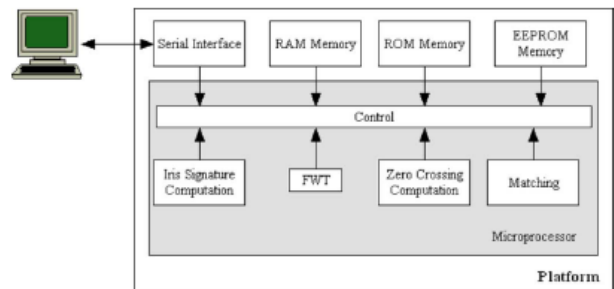 Serial Interface
RAM Memory
ROM Memory
EEPROM
Memory
Control
Iris Signature
Computation
FWT
Zero Crossing
Computation
Matching
Microprocessor
Platform